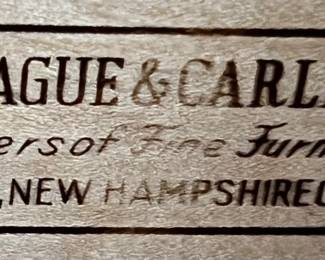 AGUE & CARL
ers of Fine Furn
, NEW HAMPSHIRE